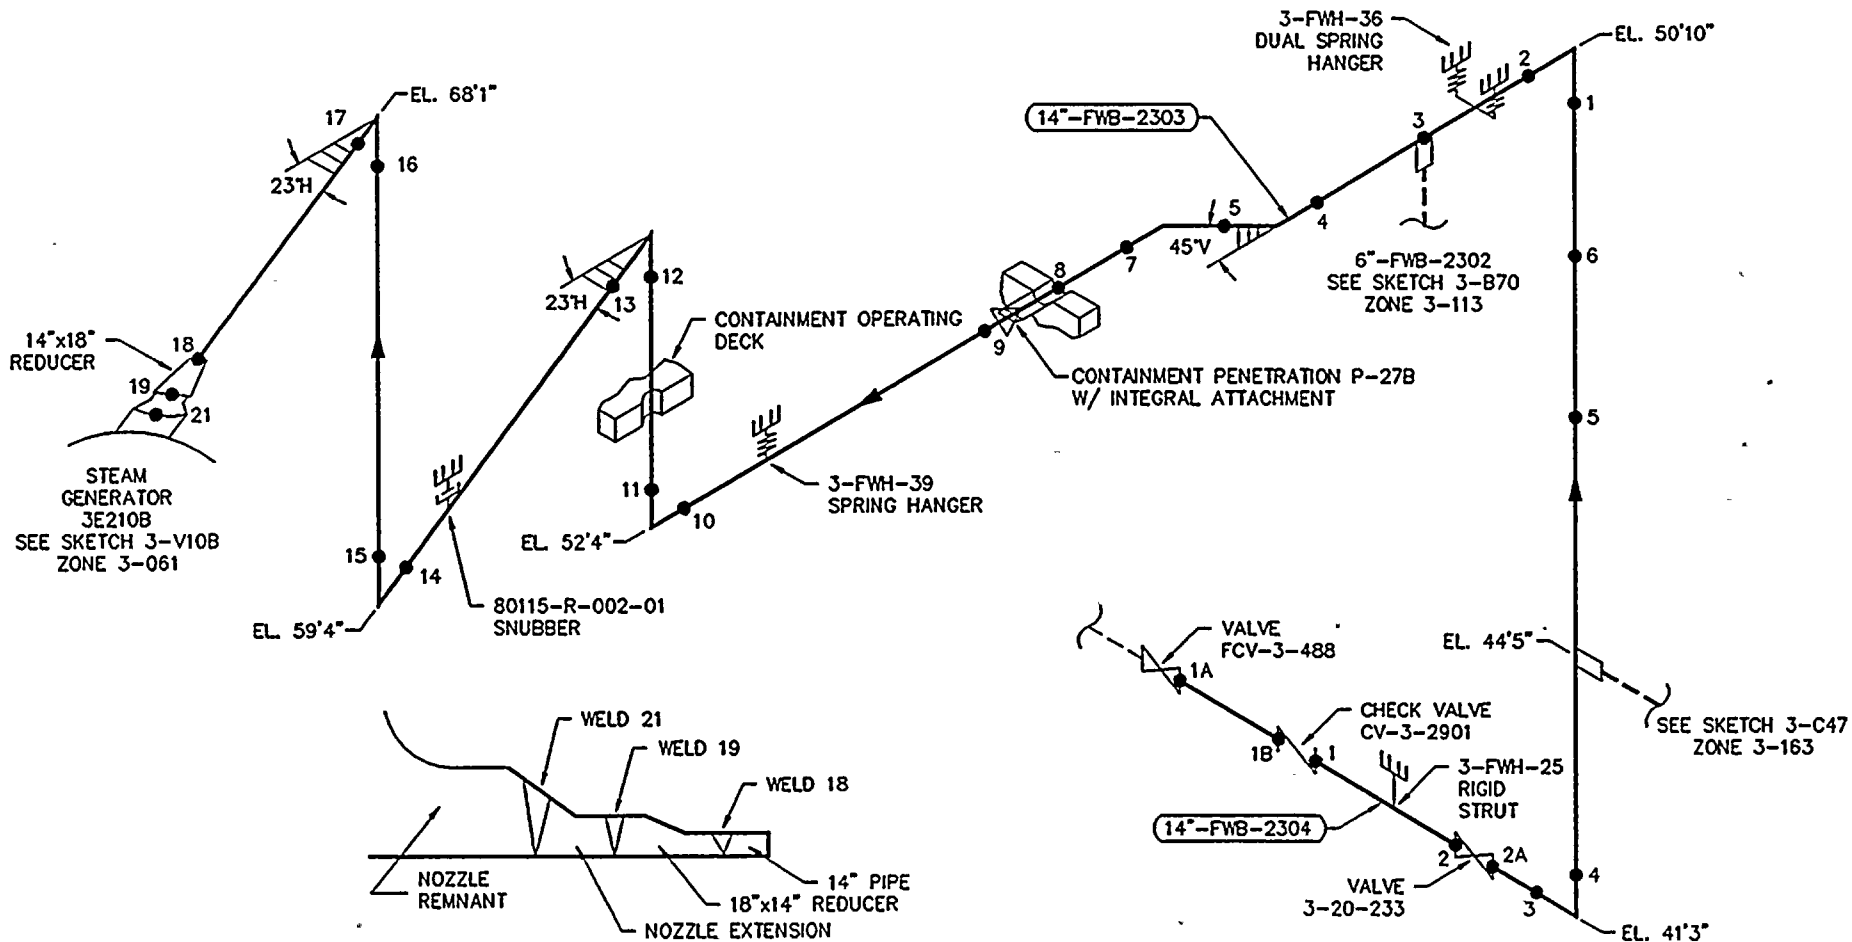 3-FWH-36
DUAL SPRING
HANGER
EL. 50'10"
2
1
EL. 68'1"
17
16
23°H
14"-FWB-2303
3
4
5
45°V
6"-FWB-2302
SEE SKETCH 3-B70
ZONE 3-113
7
8
9
6
5
12
13
23°H
CONTAINMENT OPERATING
DECK
CONTAINMENT PENETRATION P-27B
W/ INTEGRAL ATTACHMENT
14"x18"
REDUCER
18
19
21
STEAM
GENERATOR
3E210B
SEE SKETCH 3-V10B
ZONE 3-061
11
10
3-FWH-39
SPRING HANGER
EL. 52'4"
15
14
EL. 59'4"
80115-R-002-01
SNUBBER
VALVE
FCV-3-488
1A
EL. 44'5"
SEE SKETCH 3-C47
ZONE 3-163
CHECK VALVE
CV-3-2901
1B
1
3-FWH-25
RIGID
STRUT
14"-FWB-2304
2
2A
VALVE
3-20-233
3
4
EL. 41'3"
WELD 21
WELD 19
WELD 18
NOZZLE
REMNANT
14" PIPE
18"x14" REDUCER
NOZZLE EXTENSION